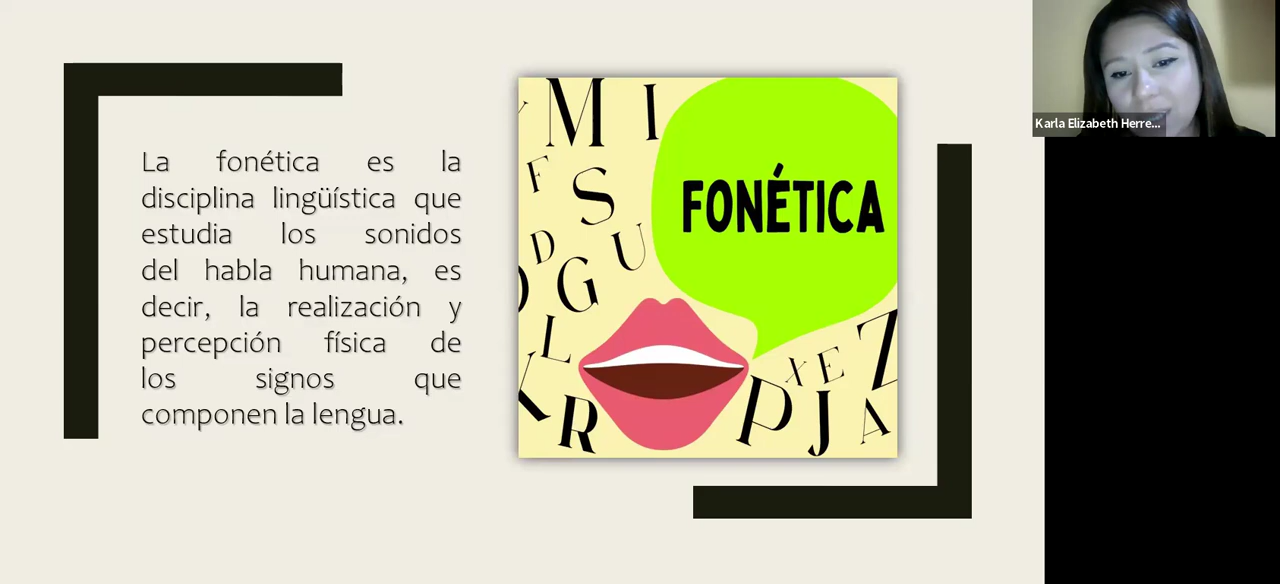 La fonética es la
disciplina lingüística que
estudia los sonidos
del habla humana, es
decir, la realización y
percepción física de
los signos que
componen la lengua.
M I
F S
FONÉTICA
D G U
L
K R
X E Z
P J A
Karla Elizabeth Herre...